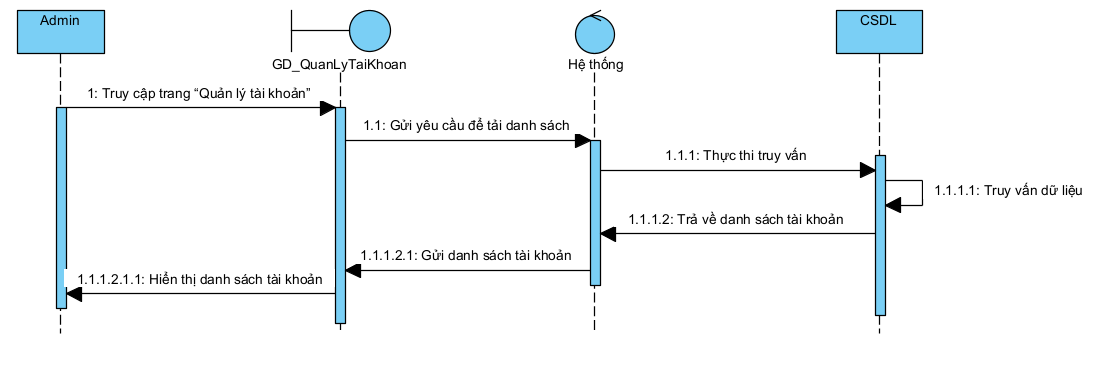 Admin
GD_QuanLyTaiKhoan
Hệ thống
CSDL
1: Truy cập trang “Quản lý tài khoản”
1.1: Gửi yêu cầu để tải danh sách
1.1.1: Thực thi truy vấn
1.1.1.1: Truy vấn dữ liệu
1.1.1.2: Trả về danh sách tài khoản
1.1.1.2.1: Gửi danh sách tài khoản
1.1.1.2.1.1: Hiển thị danh sách tài khoản